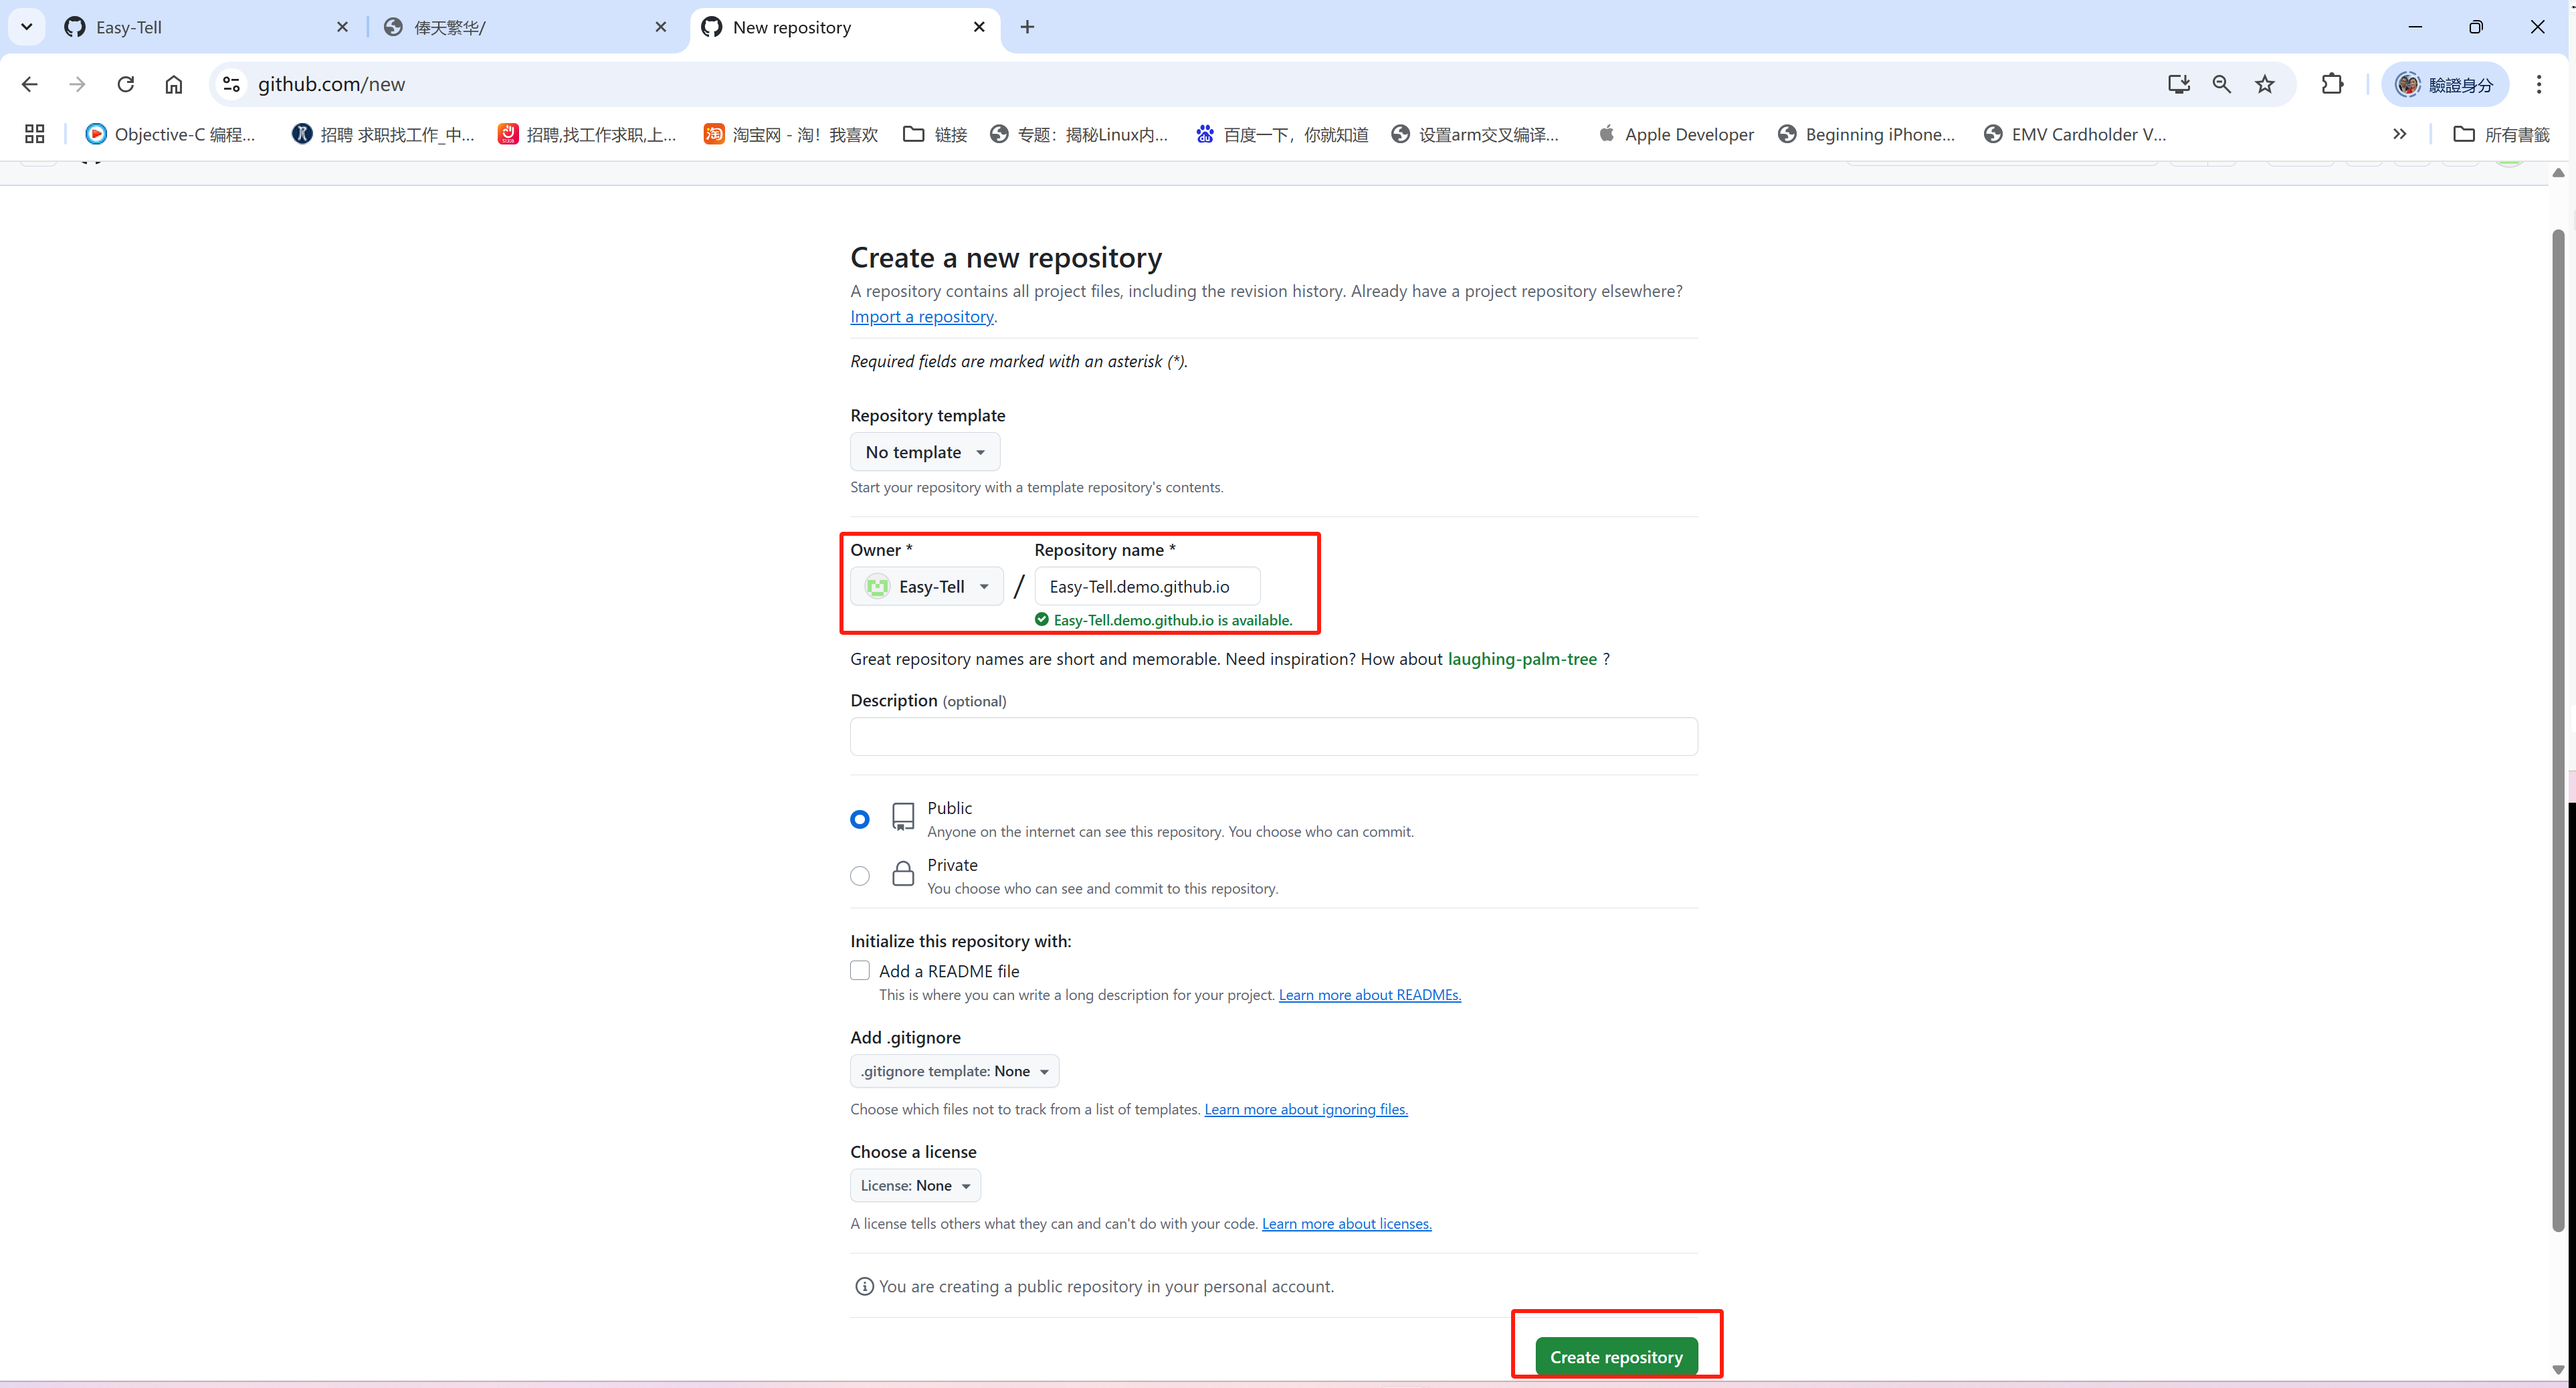 Easy-Tell
俸天繁华/
New repository
github.com/new
驗證身分
Objective-C 编程...
招聘 求职找工作_中...
招聘,找工作求职,上...
淘宝网 - 淘！我喜欢
链接
专题：揭秘Linux内...
百度一下，你就知道
设置arm交叉编译...
Apple Developer
Beginning iPhone...
EMV Cardholder V...
所有書籤
Create a new repository
A repository contains all project files, including the revision history. Already have a project repository elsewhere?
Import a repository.
Required fields are marked with an asterisk (*).
Repository template
No template
Start your repository with a template repository's contents.
Owner *
Repository name *
Easy-Tell
/
Easy-Tell.demo.github.io
Easy-Tell.demo.github.io is available.
Great repository names are short and memorable. Need inspiration? How about laughing-palm-tree ?
Description (optional)
Public
Anyone on the internet can see this repository. You choose who can commit.
Private
You choose who can see and commit to this repository.
Initialize this repository with:
Add a README file
This is where you can write a long description for your project. Learn more about READMEs.
Add .gitignore
.gitignore template: None
Choose which files not to track from a list of templates. Learn more about ignoring files.
Choose a license
License: None
A license tells others what they can and can't do with your code. Learn more about licenses.
You are creating a public repository in your personal account.
Create repository